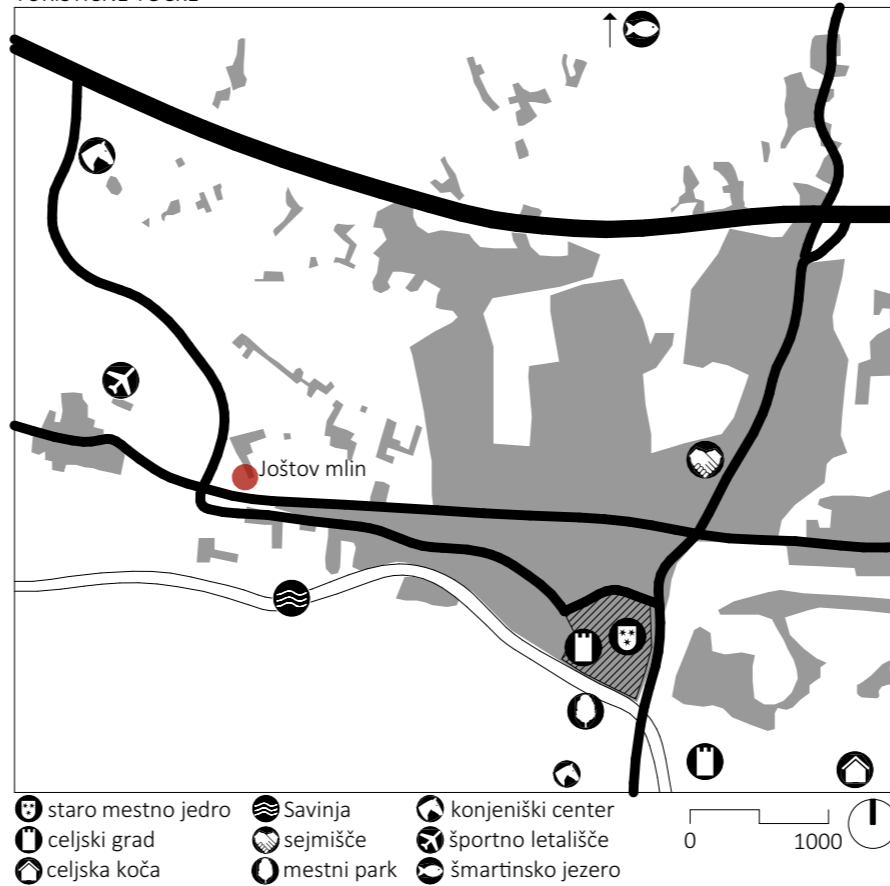 Joštov mlin
staro mestno jedro
celjski grad
celjska koča
Savinja
sejmišče
mestni park
konjeniški center
športno letališče
šmartinsko jezero
0 1000